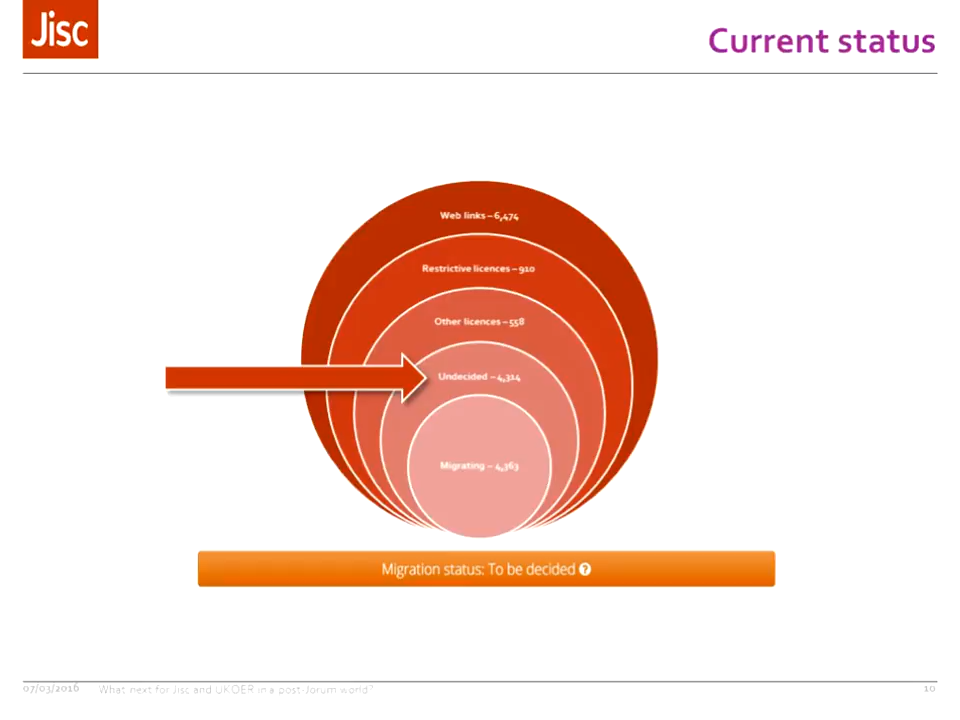 Jisc
Current status
Web links – 6,474
Restrictive licences – 910
Other licences – 558
Undecided – 4,314
Migrating – 4,363
Migration status: To be decided ?
07/03/2016 What next for Jisc and UKOER in a post-Jorum world? 10